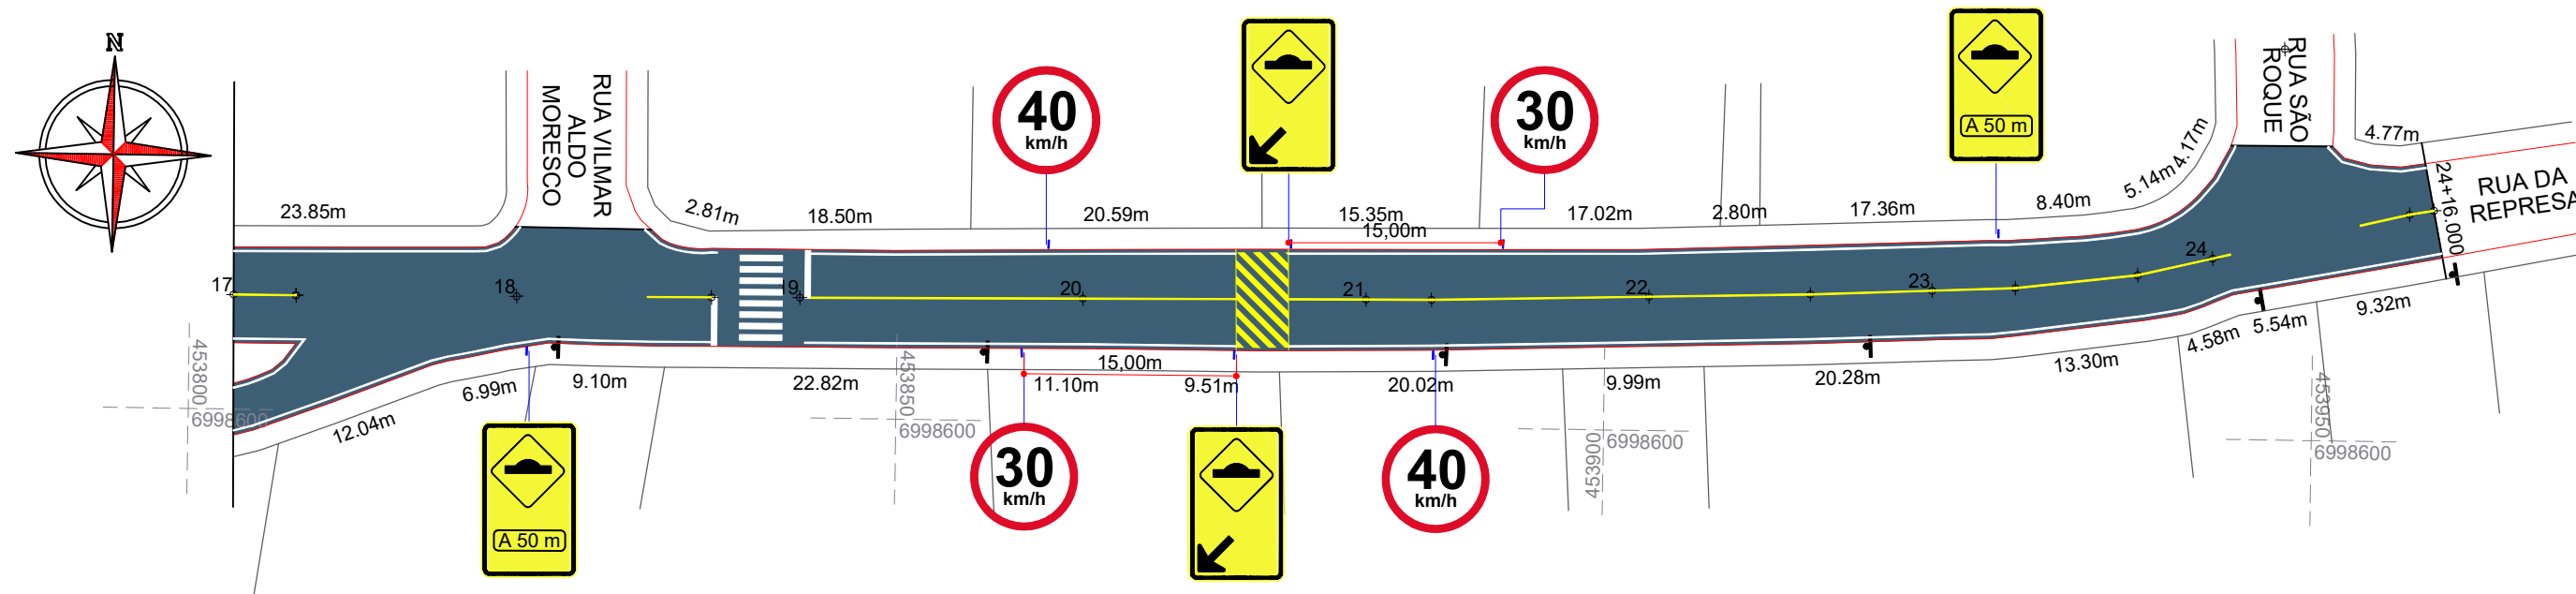 N
RUA VILMAR
ALDO
MORESCO
40
km/h
30
km/h
A 50 m
RUA SÃO
ROQUE
4.77m
24+16.000
RUA DA
REPRESA
23.85m
2.81m
18.50m
20.59m
15.35m
15,00m
17.02m
2.80m
17.36m
8.40m
5.14m
4.17m
17
18
19
20
21
22
23
24
4538000
6998600
12.04m
6.99m
9.10m
22.82m
453850
6998600
15,00m
11.10m
9.51m
20.02m
9.99m
453900
6998600
20.28m
13.30m
4.58m
5.54m
9.32m
4539550
6998600
A 50 m
30
km/h
40
km/h